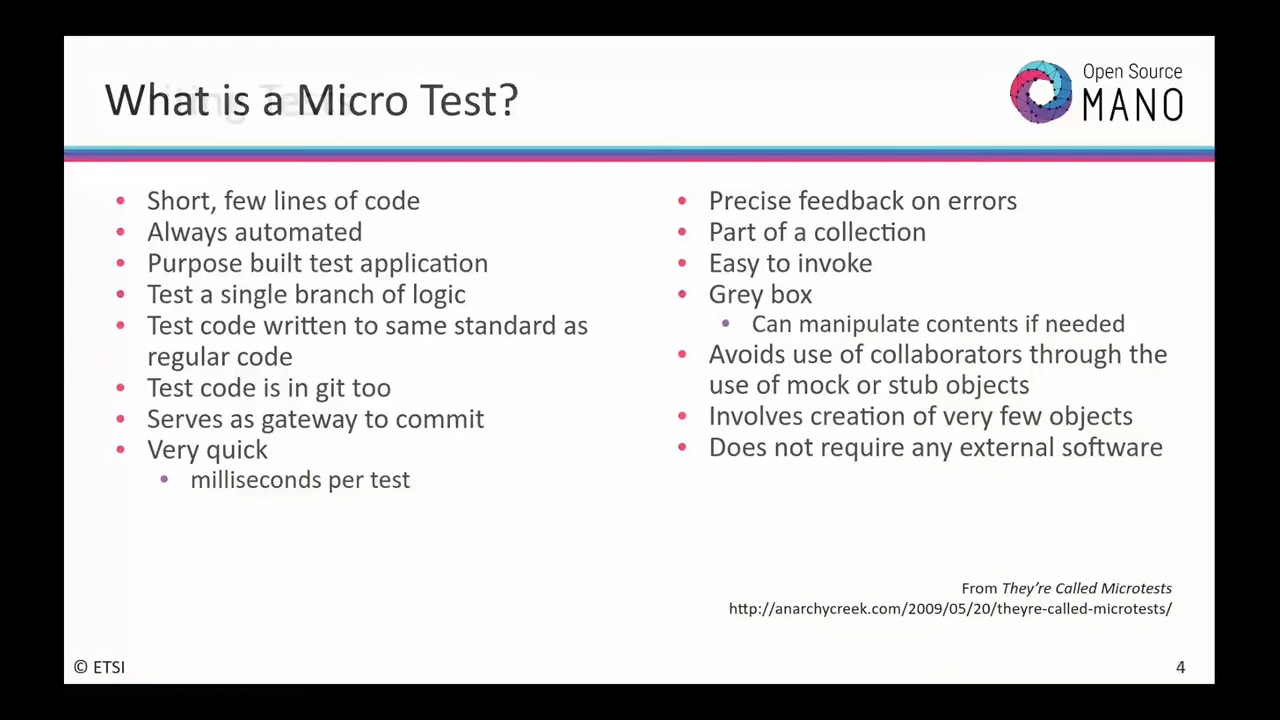 What is a Micro Test?
Open Source
MANO
• Short, few lines of code
• Always automated
• Purpose built test application
• Test a single branch of logic
• Test code written to same standard as
regular code
• Test code is in git too
• Serves as gateway to commit
• Very quick
• milliseconds per test
• Precise feedback on errors
• Part of a collection
• Easy to invoke
• Grey box
• Can manipulate contents if needed
• Avoids use of collaborators through the
use of mock or stub objects
• Involves creation of very few objects
• Does not require any external software
From They’re Called Microtests
http://anarchycreek.com/2009/05/20/theyre-called-microtests/
© ETSI
4